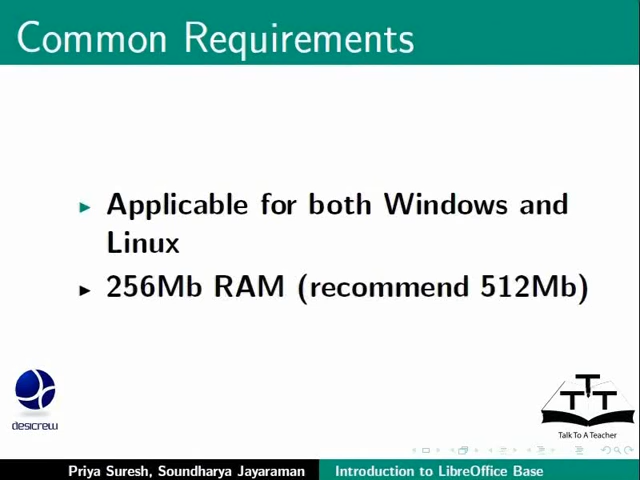 Common Requirements
Applicable for both Windows and
Linux
256Mb RAM (recommend 512Mb)
desicrew
T
T T
Talk To A Teacher
Priya Suresh, Soundharya Jayaraman
Introduction to LibreOffice Base